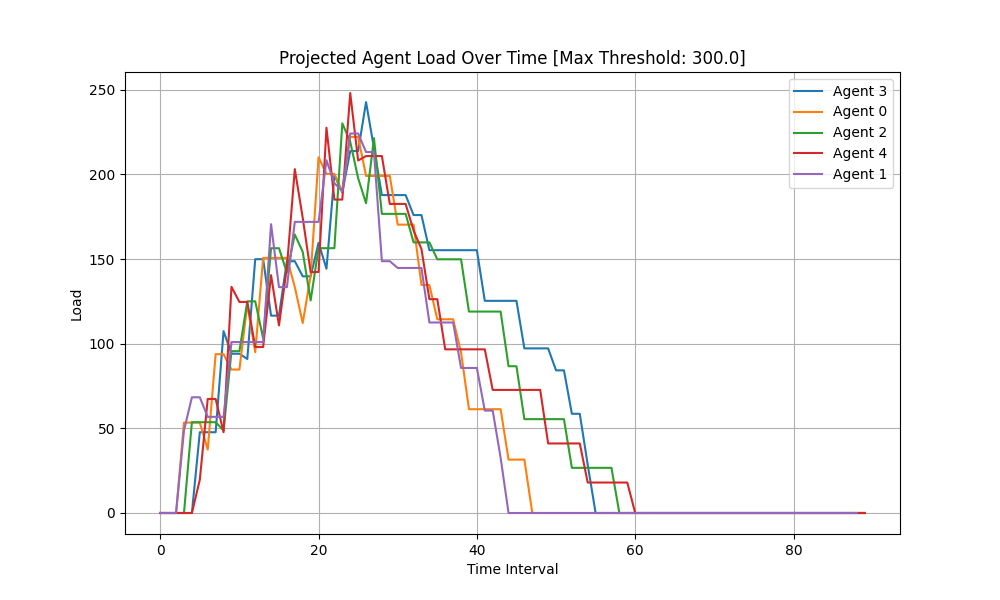 Projected Agent Load Over Time [Max Threshold: 300.0]
250
200
150
100
50
0
Load
0 20 40 60 80
Time Interval
Agent 3
Agent 0
Agent 2
Agent 4
Agent 1